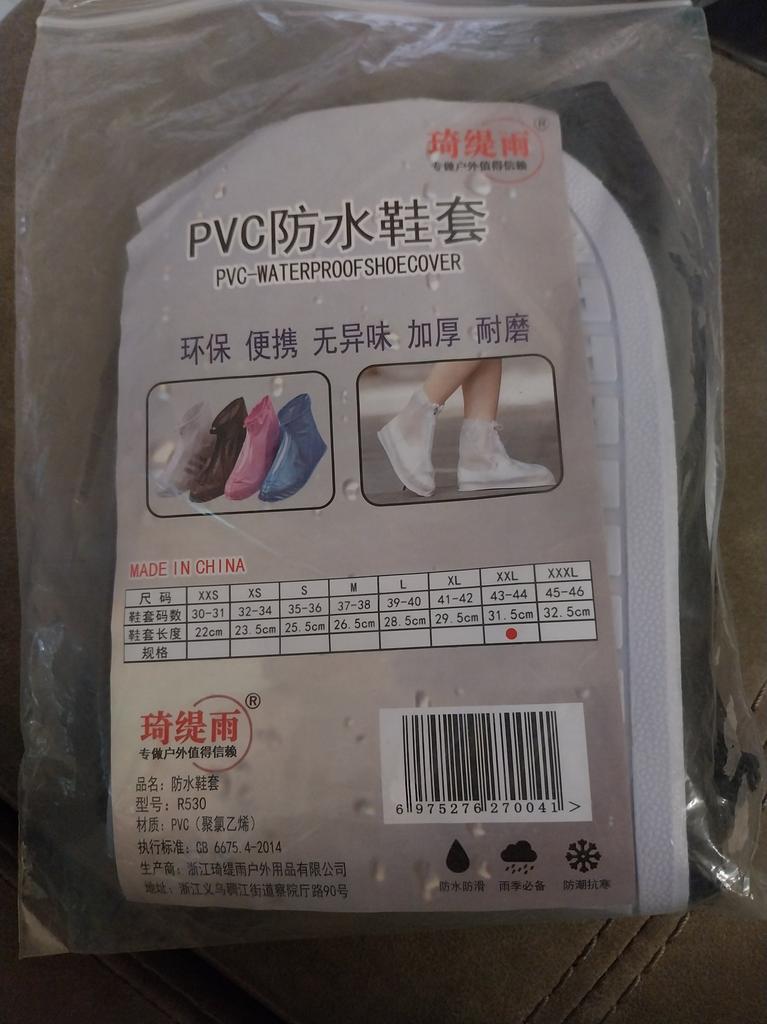 琦缇雨®
专做户外值得信赖
PVC防水鞋套
PVC-WATERPROOFSHOECOVER
环保 便携 无异味 加厚 耐磨
MADE IN CHINA
尺码 XXS XS S M L XL XXL XXXL
鞋套码数 30-31 32-34 35-36 37-38 39-40 41-42 43-44 45-46
鞋套长度 22cm 23.5cm 25.5cm 26.5cm 28.5cm 29.5cm 31.5cm 32.5cm
规格
琦缇雨®
专做户外值得信赖
品名：防水鞋套
型号：R530
材质：PVC（聚氯乙烯）
执行标准：GB 6675.4-2014
生产商：浙江琦缇雨户外用品有限公司
地址：浙江义乌稠江街道察院厅路90号
6 975276 270041 >
防水防滑 雨季必备 防潮抗寒